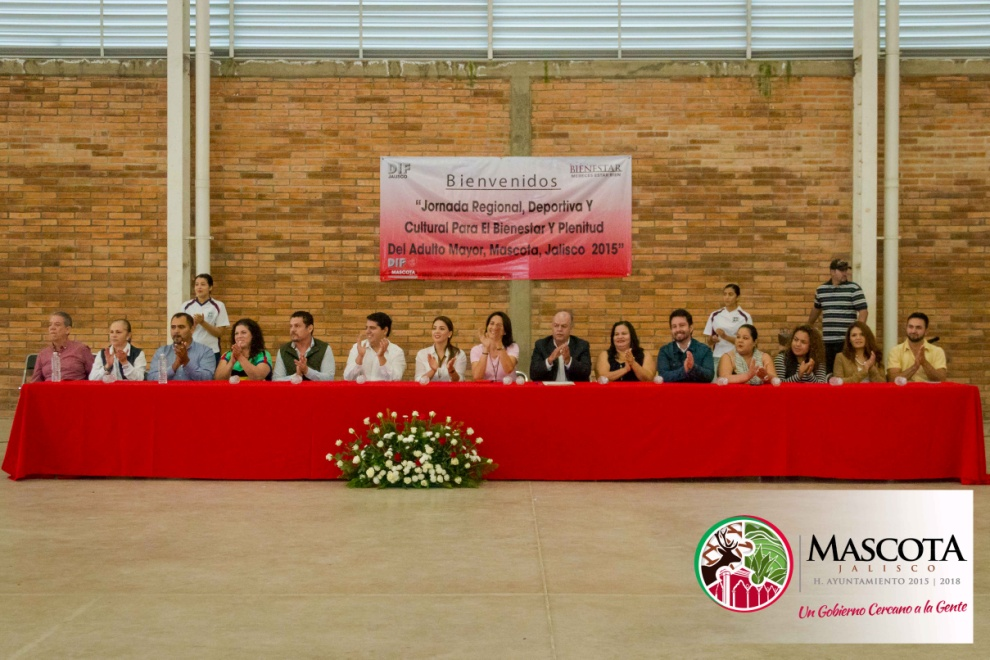 DIF
JALISCO
BIENESTAR
Bienvenidos
"Jornada Regional, Deportiva Y
Cultural Para El Bienestar Y Plenitud
Del Adulto Mayor, Mascota, Jalisco 2015"
DIF
MASCOTA
MASCOTA
JALISCO
H. AYUNTAMIENTO 2015 | 2018
Un Gobierno Cercano a la Gente